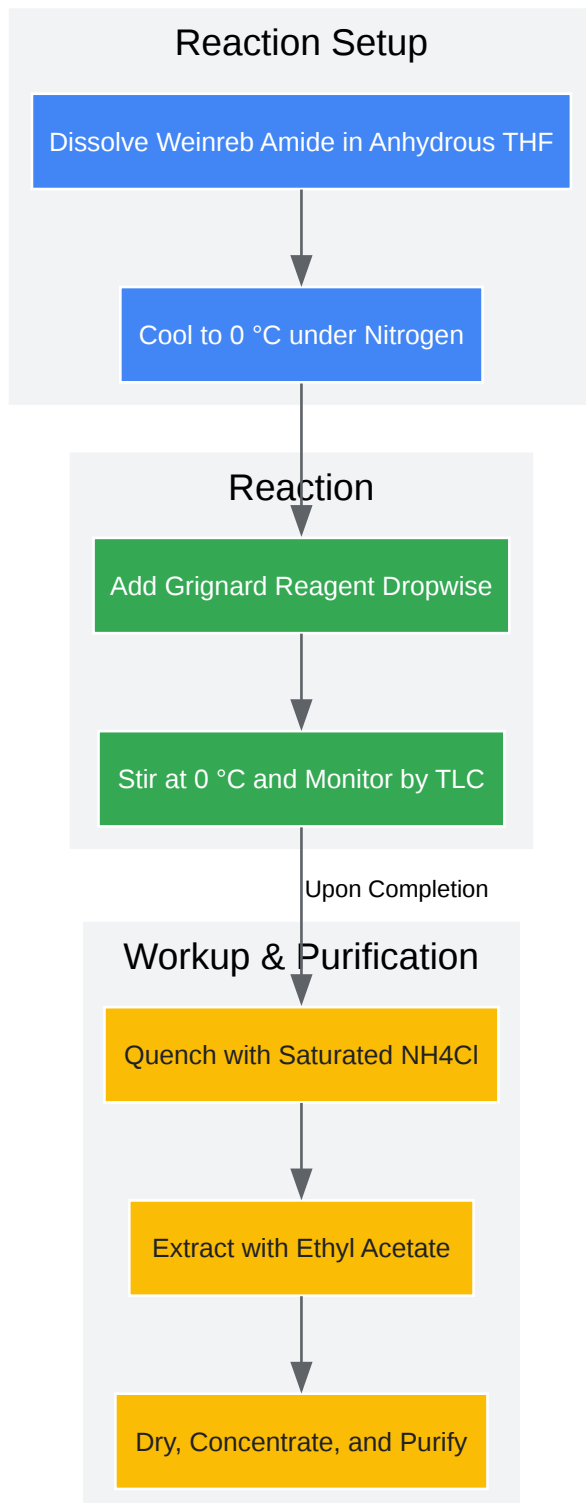 Reaction Setup
Dissolve Weinreb Amide in Anhydrous THF
Cool to 0 °C under Nitrogen
Reaction
Add Grignard Reagent Dropwise
Stir at 0 °C and Monitor by TLC
Upon Completion
Workup & Purification
Quench with Saturated NH4Cl
Extract with Ethyl Acetate
Dry, Concentrate, and Purify